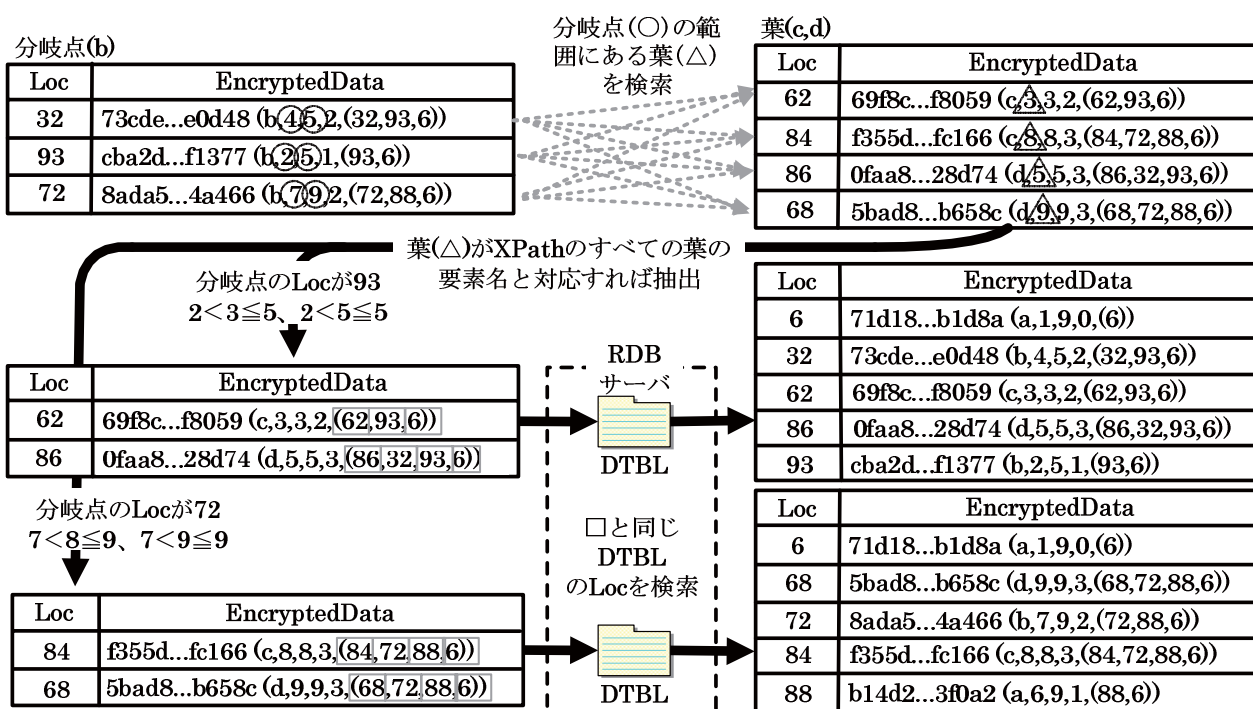 分岐点(b)
Loc EncryptedData
32 73cde...e0d48 (b,4,5,2,(32,93,6))
93 cba2d...f1377 (b,2,5,1,(93,6))
72 8ada5...4a466 (b,7,9,2,(72,88,6))
分岐点(○)の範
囲にある葉(△)
を検索
葉(c,d)
Loc EncryptedData
62 69f8c...f8059 (c,3,3,2,(62,93,6))
84 f355d...fc166 (c,8,8,3,(84,72,88,6))
86 0faa8...28d74 (d,5,5,3,(86,32,93,6))
68 5bad8...b658c (d,9,9,3,(68,72,88,6))
葉(△)がXPathのすべての葉の
要素名と対応すれば抽出
分岐点のLocが93
2<3≦5、2<5≦5
Loc EncryptedData
62 69f8c...f8059 (c,3,3,2,(62,93,6))
86 0faa8...28d74 (d,5,5,3,(86,32,93,6))
分岐点のLocが72
7<8≦9、7<9≦9
Loc EncryptedData
84 f355d...fc166 (c,8,8,3,(84,72,88,6))
68 5bad8...b658c (d,9,9,3,(68,72,88,6))
RDB
サーバ
DTBL
□と同じ
DTBL
のLocを検索
DTBL
Loc EncryptedData
6 71d18...b1d8a (a,1,9,0,(6))
32 73cde...e0d48 (b,4,5,2,(32,93,6))
62 69f8c...f8059 (c,3,3,2,(62,93,6))
86 0faa8...28d74 (d,5,5,3,(86,32,93,6))
93 cba2d...f1377 (b,2,5,1,(93,6))
Loc EncryptedData
6 71d18...b1d8a (a,1,9,0,(6))
68 5bad8...b658c (d,9,9,3,(68,72,88,6))
72 8ada5...4a466 (b,7,9,2,(72,88,6))
84 f355d...fc166 (c,8,8,3,(84,72,88,6))
88 b14d2...3f0a2 (a,6,9,1,(88,6))